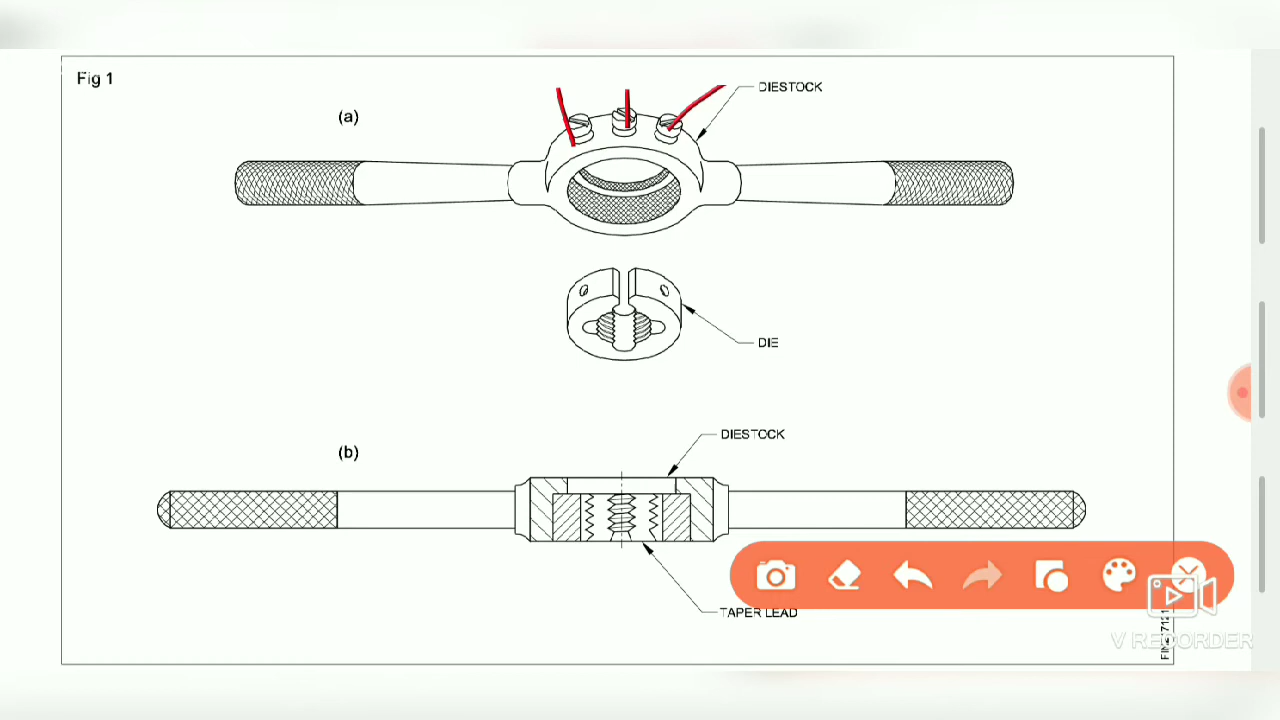 Fig 1
(a)
DIESTOCK
DIE
(b)
DIESTOCK
TAPER LEAD
V RECORDER